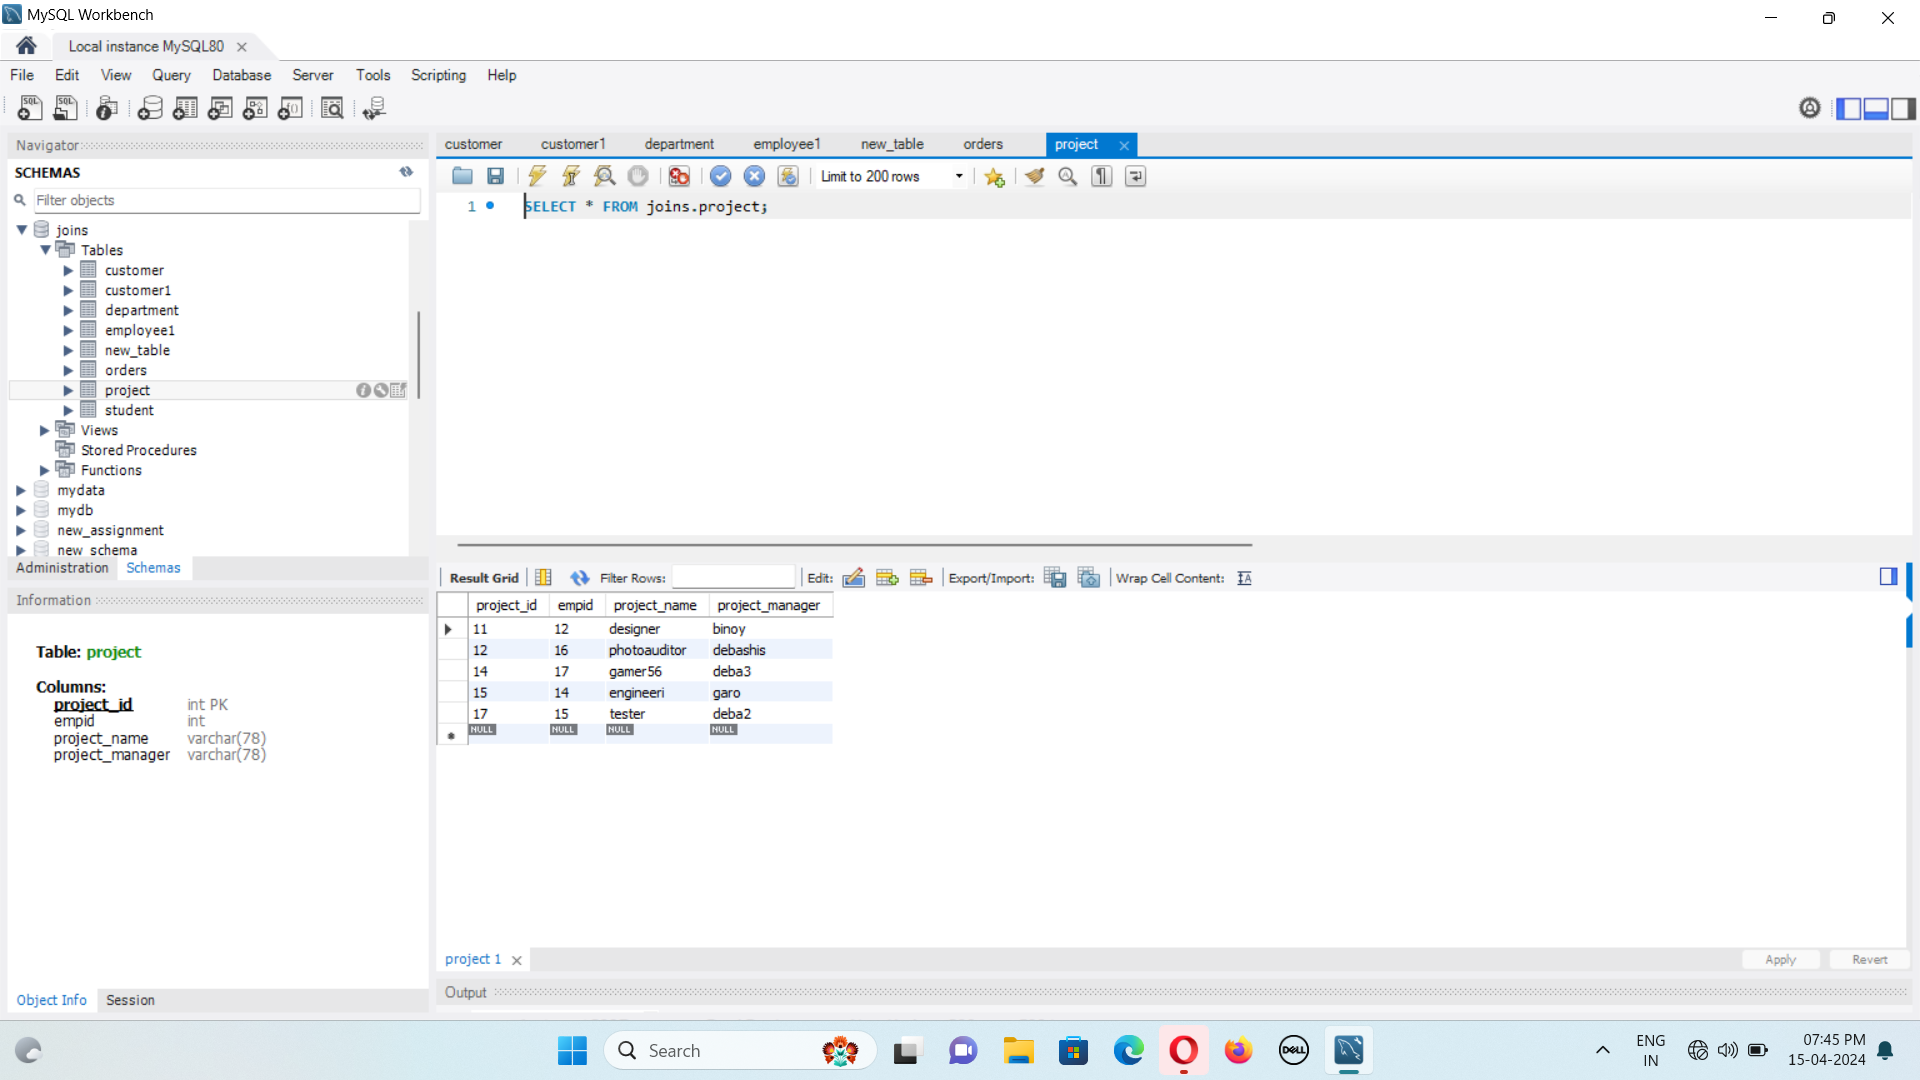 MySQL Workbench
Local instance MySQL80
File Edit View Query Database Server Tools Scripting Help
Navigator
SCHEMAS
Filter objects
joins
Tables
customer
customer1
department
employee1
new_table
orders
project
student
Views
Stored Procedures
Functions
mydata
mydb
new_assignment
new_schema
Administration Schemas
Information
Table: project
Columns:
project_id int PK
empid int
project_name varchar(78)
project_manager varchar(78)
Object Info Session
customer customer1 department employee1 new_table orders project
Limit to 200 rows
1 SELECT * FROM joins.project;
Result Grid Filter Rows: Edit: Export/Import: Wrap Cell Content: IA
project_id empid project_name project_manager
11 12 designer binoy
12 16 photoauditor debashis
14 17 gamer56 deba3
15 14 engineeri garo
17 15 tester deba2
NULL NULL NULL NULL
project 1
Apply Revert
Output
Search
DELL
ENG
IN
07:45 PM
15-04-2024